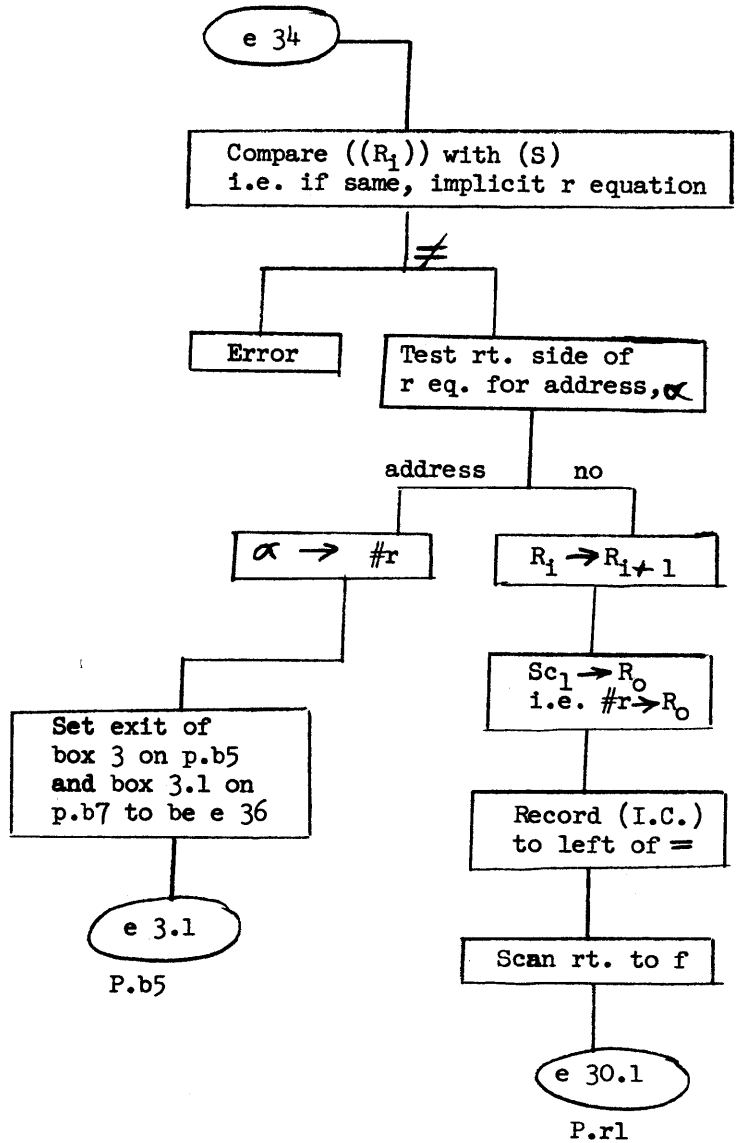 e 34
Compare ((R₁)) with (S)
i.e. if same, implicit r equation
≠
Error
Test rt. side of
r eq. for address, α
address
no
α → #r
Rᵢ → Rᵢ₊₁
Sc₁ → R₀
i.e. #r → R₀
Set exit of
box 3 on p.b5
and box 3.1 on
p.b7 to be e 36
Record (I.C.)
to left of =
e 3.1
P.b5
Scan rt. to f
e 30.1
P.r1